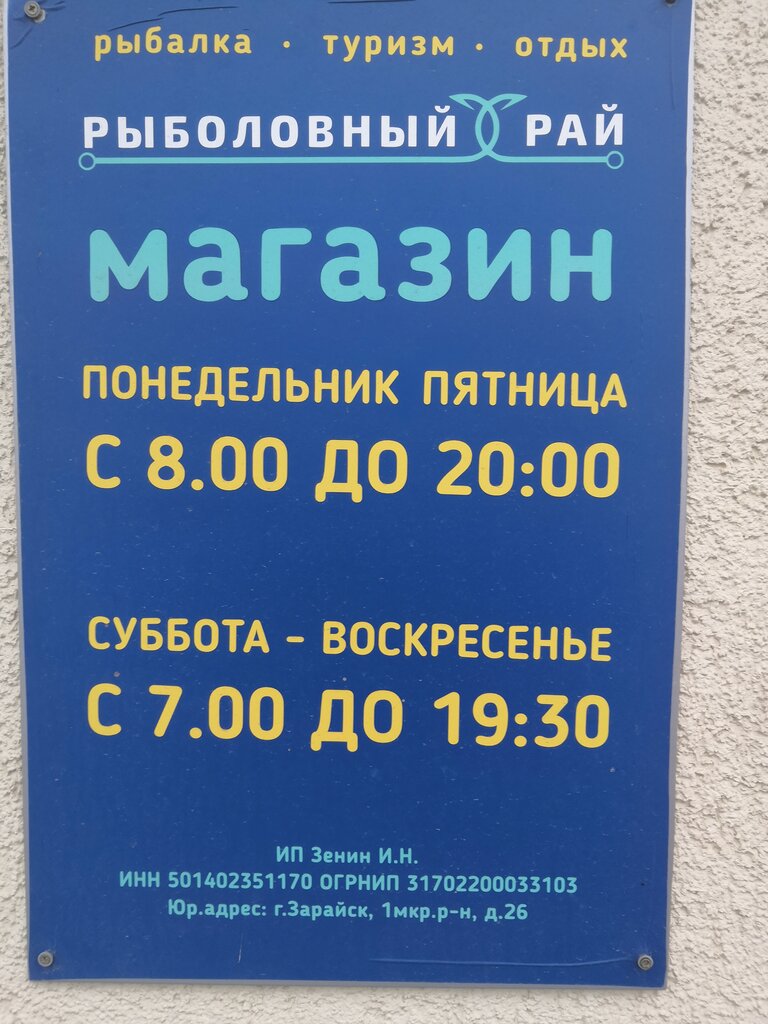 рыбалка · туризм · отдых
РЫБОЛОВНЫЙ РАЙ
магазин
ПОНЕДЕЛЬНИК ПЯТНИЦА
С 8.00 ДО 20:00
СУББОТА - ВОСКРЕСЕНЬЕ
С 7.00 ДО 19:30
ИП Зенин И.Н.
ИНН 501402351170 ОГРНИП 31702200033103
Юр.адрес: г.Зарайск, 1мкр.р-н, д.26